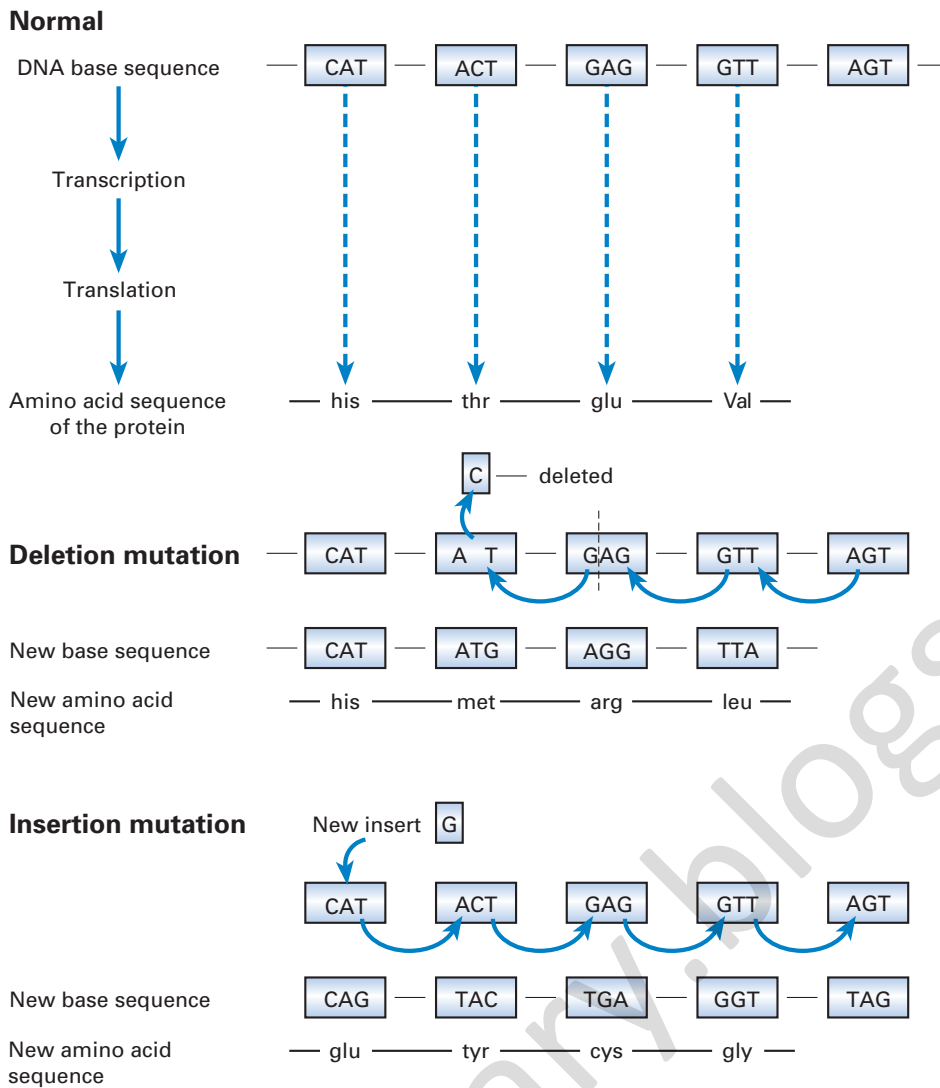 Normal
DNA base sequence — CAT — ACT — GAG — GTT — AGT —
Transcription
Translation
Amino acid sequence
of the protein
— his — thr — glu — Val —
C — deleted
Deletion mutation — CAT — A T — GAG — GTT — AGT
New base sequence — CAT — ATG — AGG — TTA —
New amino acid
sequence
— his — met — arg — leu —
Insertion mutation New insert G
CAT ACT GAG GTT AGT
New base sequence CAG — TAC — TGA — GGT — TAG
New amino acid
sequence
— glu — tyr — cys — gly —
ary.blogs